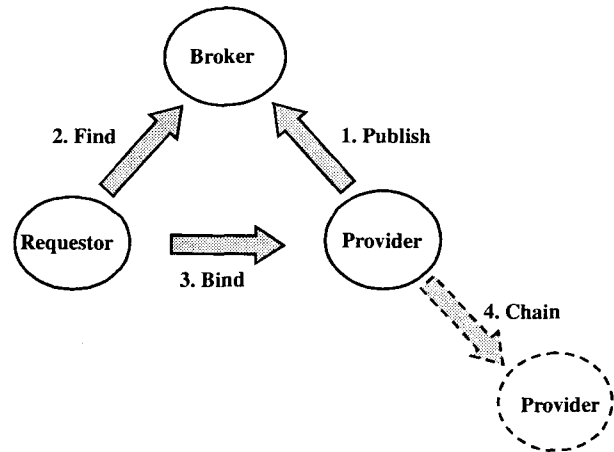 Broker
2. Find
1. Publish
Requestor
Provider
3. Bind
4. Chain
Provider